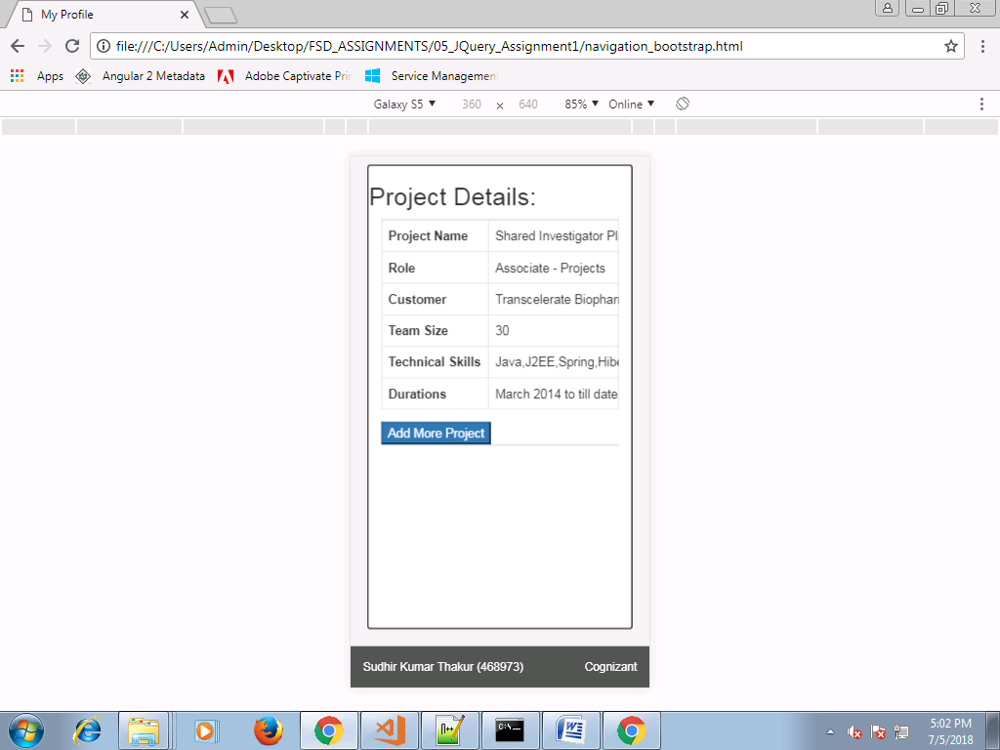 My Profile
file:///C:/Users/Admin/Desktop/FSD_ASSIGNMENTS/05_JQuery_Assignment1/navigation_bootstrap.html
Apps Angular 2 Metadata Adobe Captivate Pri Service Managemen
Galaxy S5 ▼ 360 x 640 85% ▼ Online ▼
Project Details:
Project Name Shared Investigator Pl
Role Associate - Projects
Customer Transcelerate Biophar
Team Size 30
Technical Skills Java,J2EE,Spring,Hibe
Durations March 2014 to till date
Add More Project
Sudhir Kumar Thakur (468973) Cognizant
5:02 PM
7/5/2018